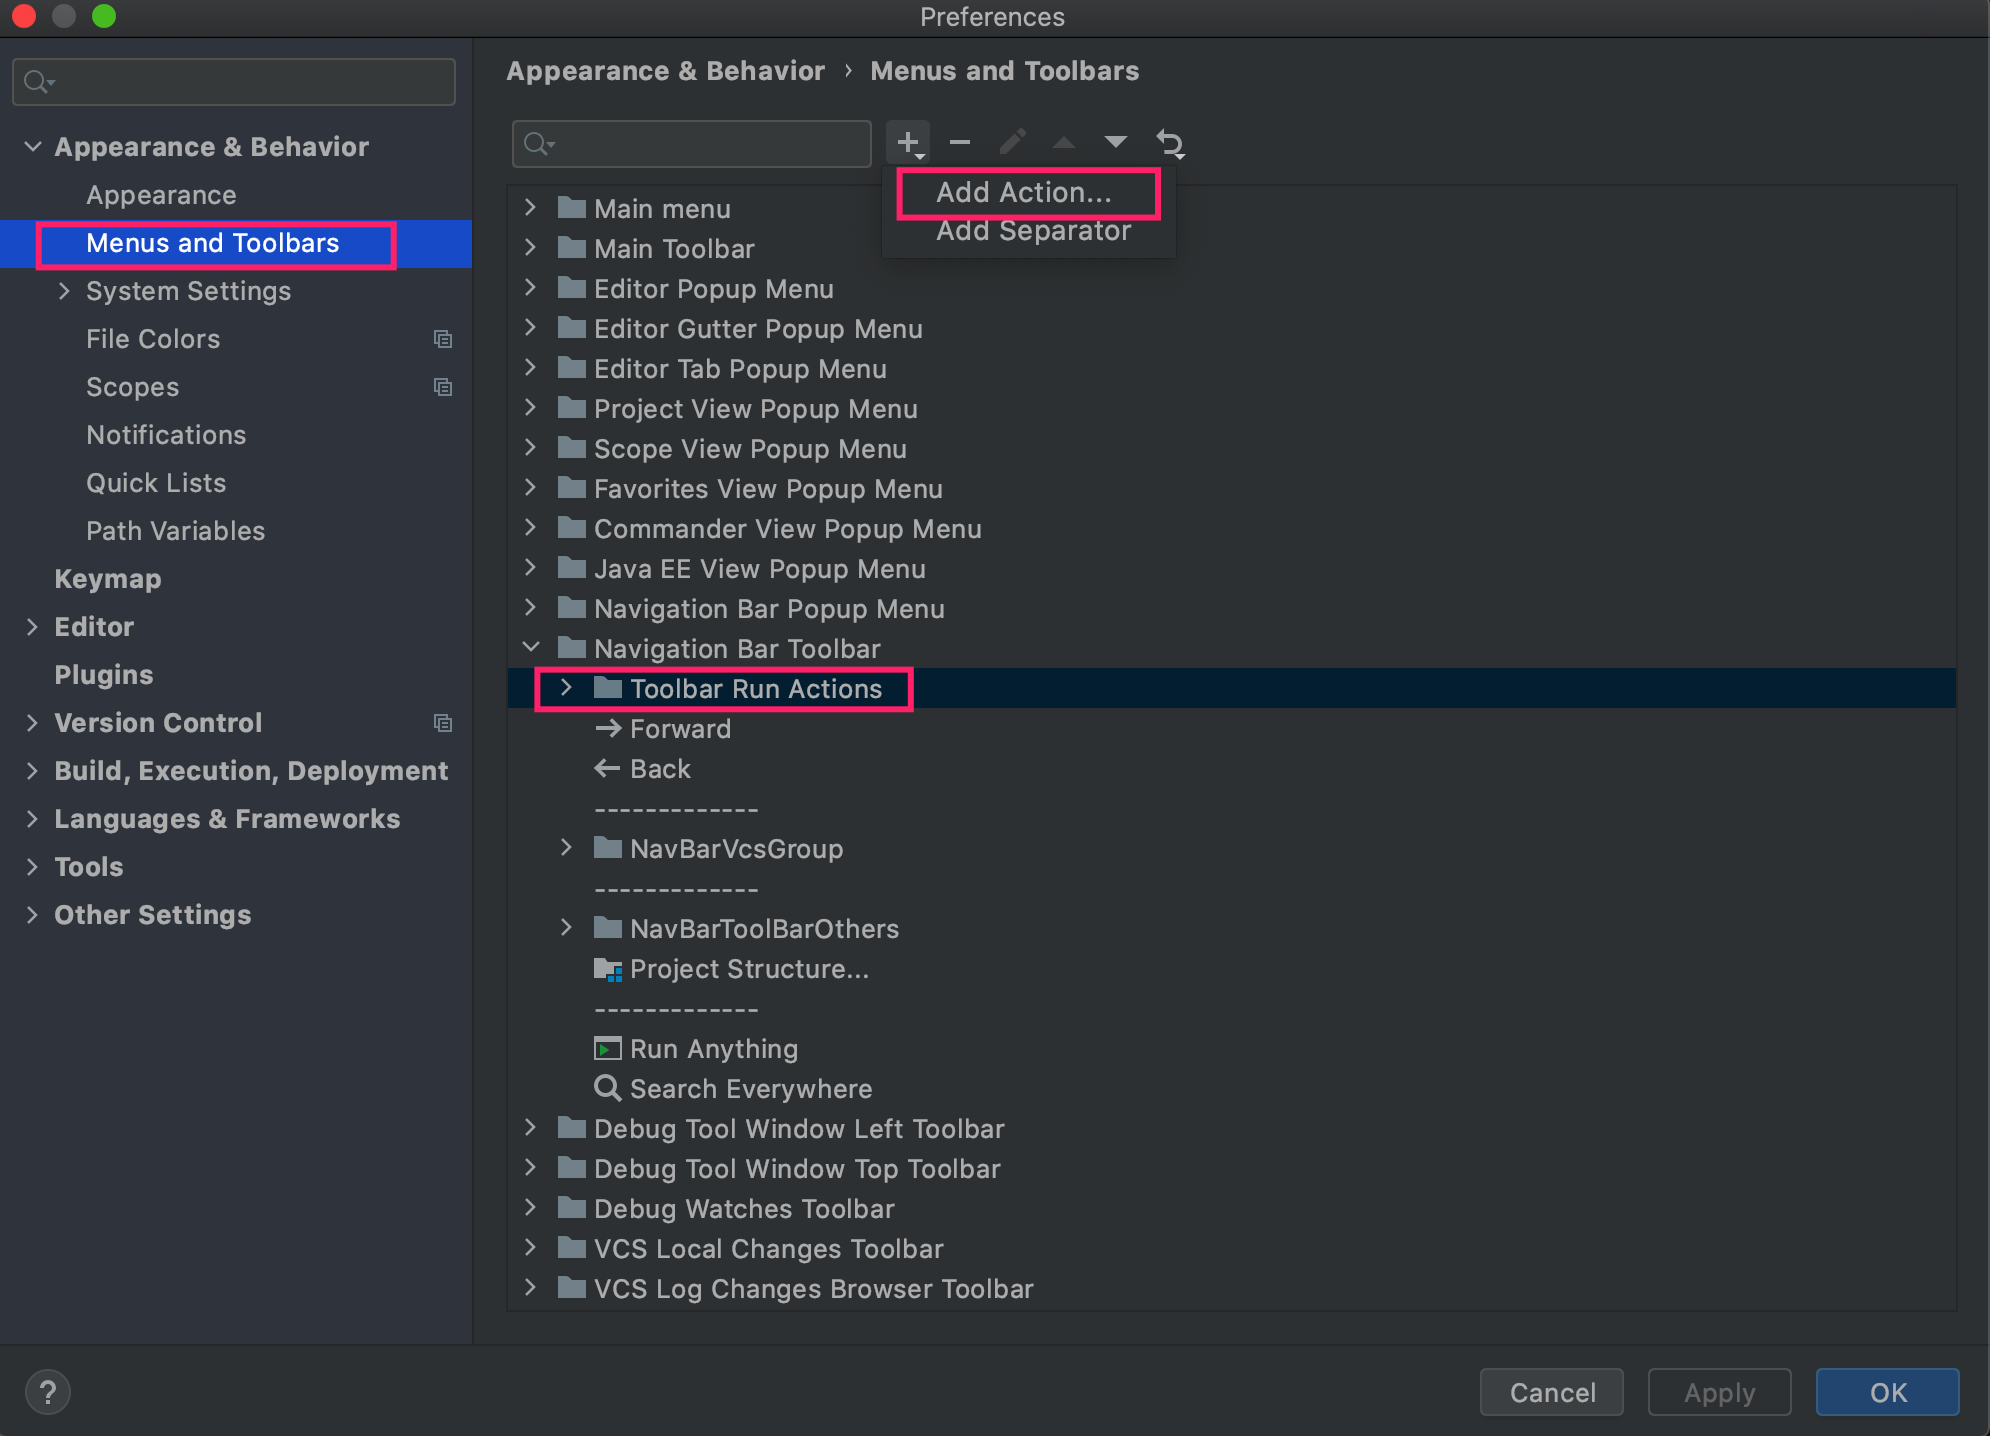 Preferences
Appearance & Behavior
Appearance
Menus and Toolbars
System Settings
File Colors
Scopes
Notifications
Quick Lists
Path Variables
Keymap
Editor
Plugins
Version Control
Build, Execution, Deployment
Languages & Frameworks
Tools
Other Settings
Appearance & Behavior › Menus and Toolbars
Add Action...
Add Separator
Main menu
Main Toolbar
Editor Popup Menu
Editor Gutter Popup Menu
Editor Tab Popup Menu
Project View Popup Menu
Scope View Popup Menu
Favorites View Popup Menu
Commander View Popup Menu
Java EE View Popup Menu
Navigation Bar Popup Menu
Navigation Bar Toolbar
Toolbar Run Actions
Forward
Back
-------------
NavBarVcsGroup
-------------
NavBarToolBarOthers
Project Structure...
-------------
Run Anything
Search Everywhere
Debug Tool Window Left Toolbar
Debug Tool Window Top Toolbar
Debug Watches Toolbar
VCS Local Changes Toolbar
VCS Log Changes Browser Toolbar
?
Cancel
Apply
OK